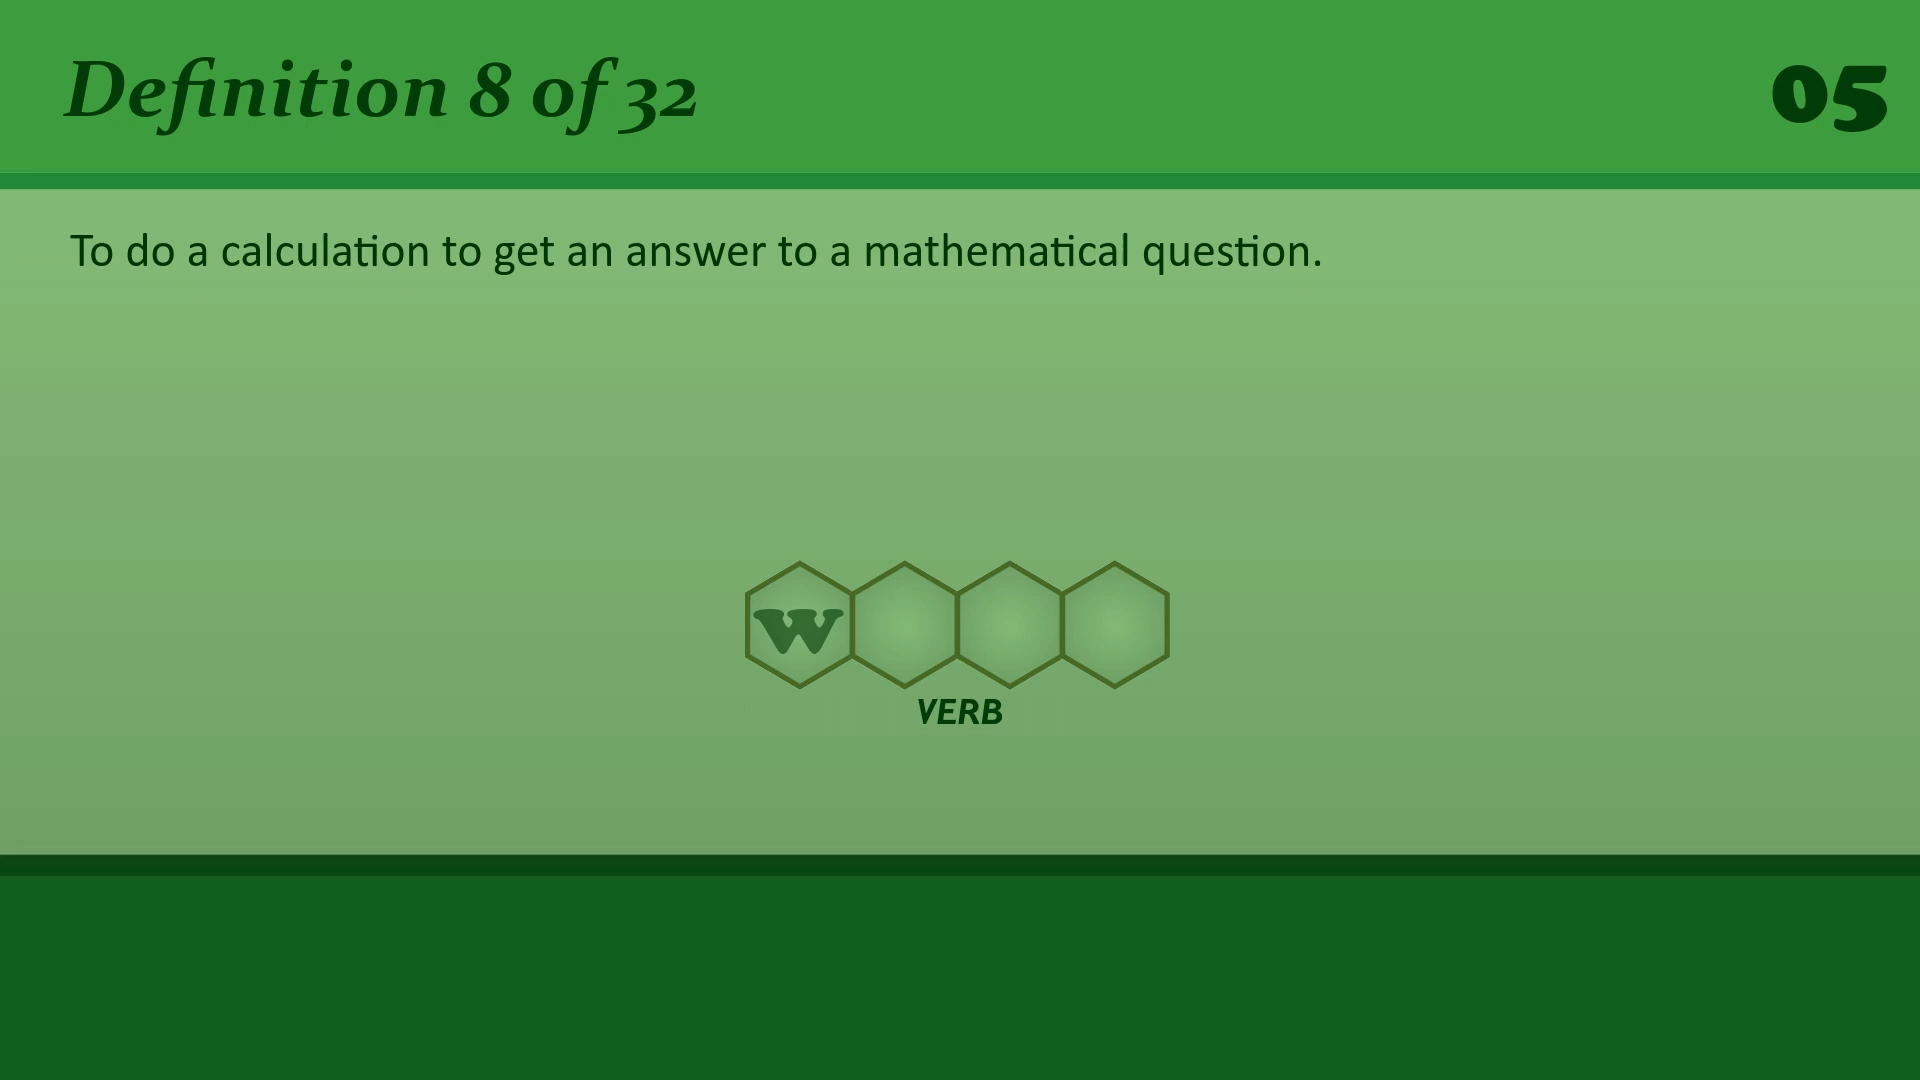 Definition 8 of 32
05
To do a calculation to get an answer to a mathematical question.
W
VERB